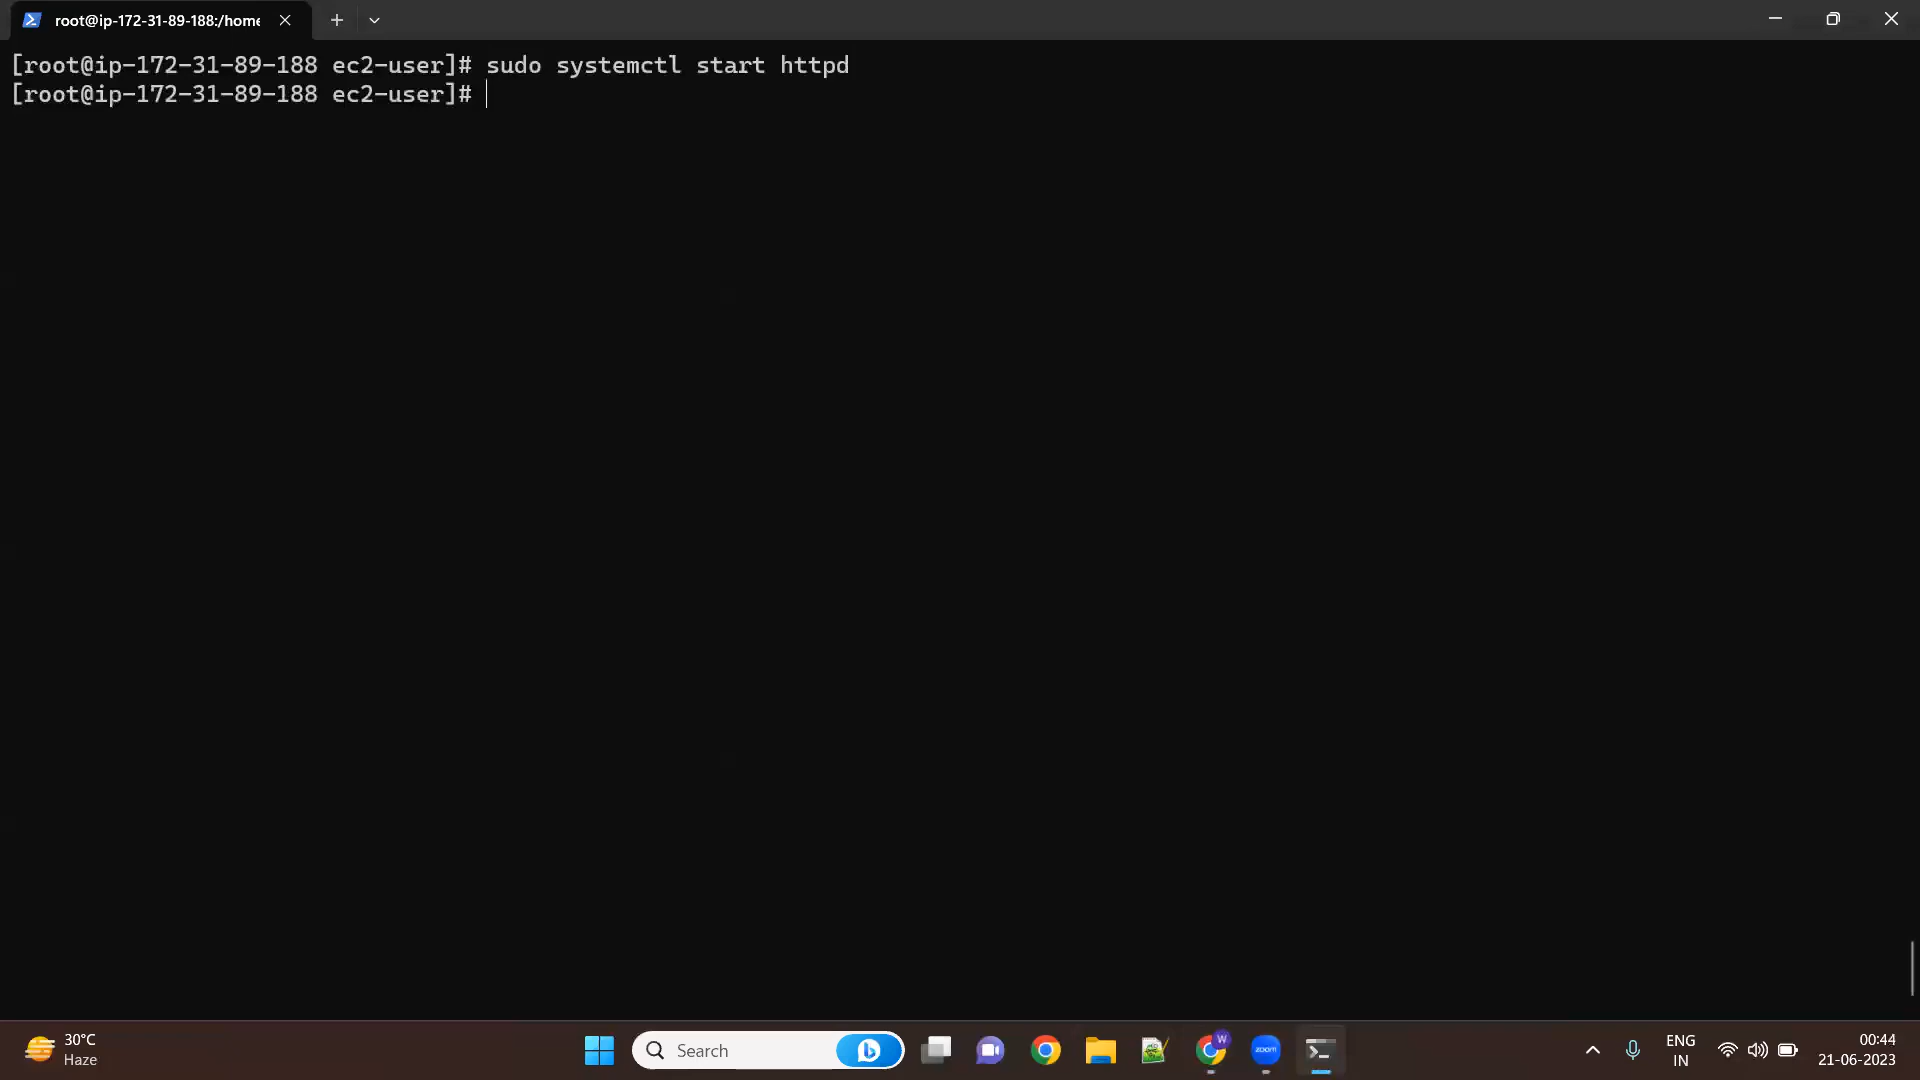 root@ip-172-31-89-188:/home
[root@ip-172-31-89-188 ec2-user]# sudo systemctl start httpd
[root@ip-172-31-89-188 ec2-user]#
30°C
Haze
Search
W
zoom
ENG
IN
00:44
21-06-2023